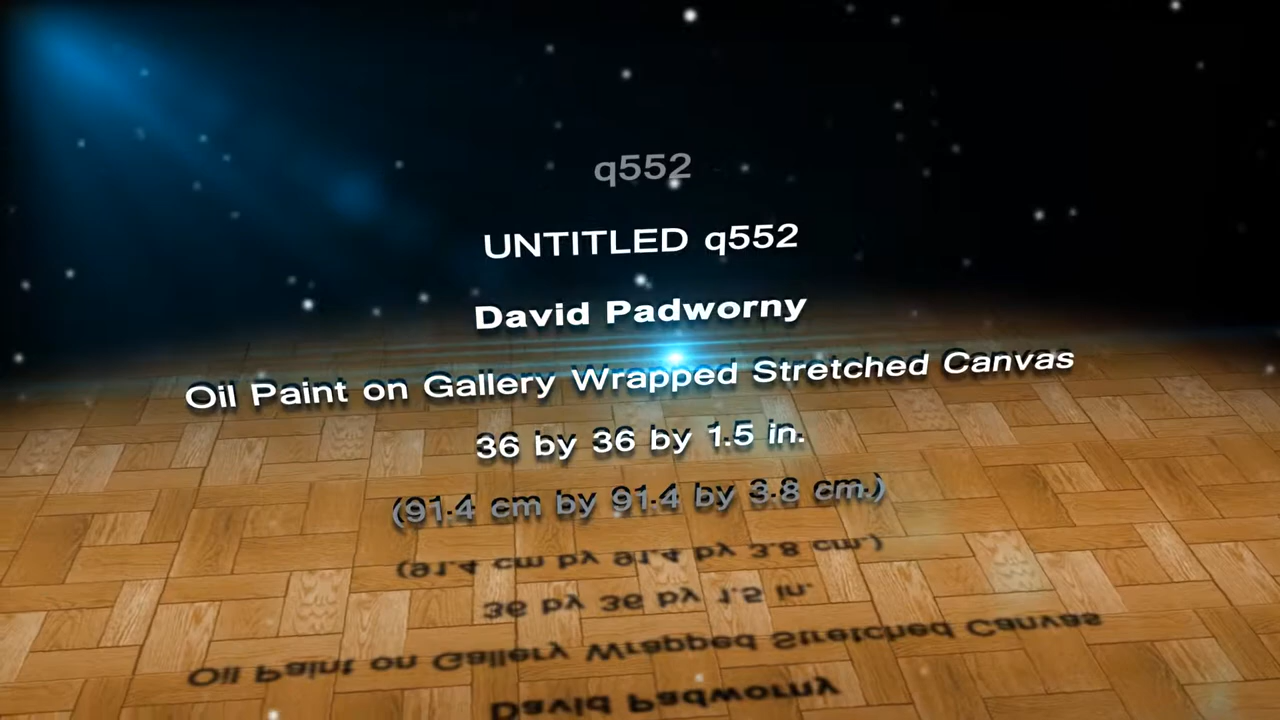 q552
UNTITLED q552
David Padworny
Oil Paint on Gallery Wrapped Stretched Canvas
36 by 36 by 1.5 in.
(91.4 cm by 91.4 by 3.8 cm.)